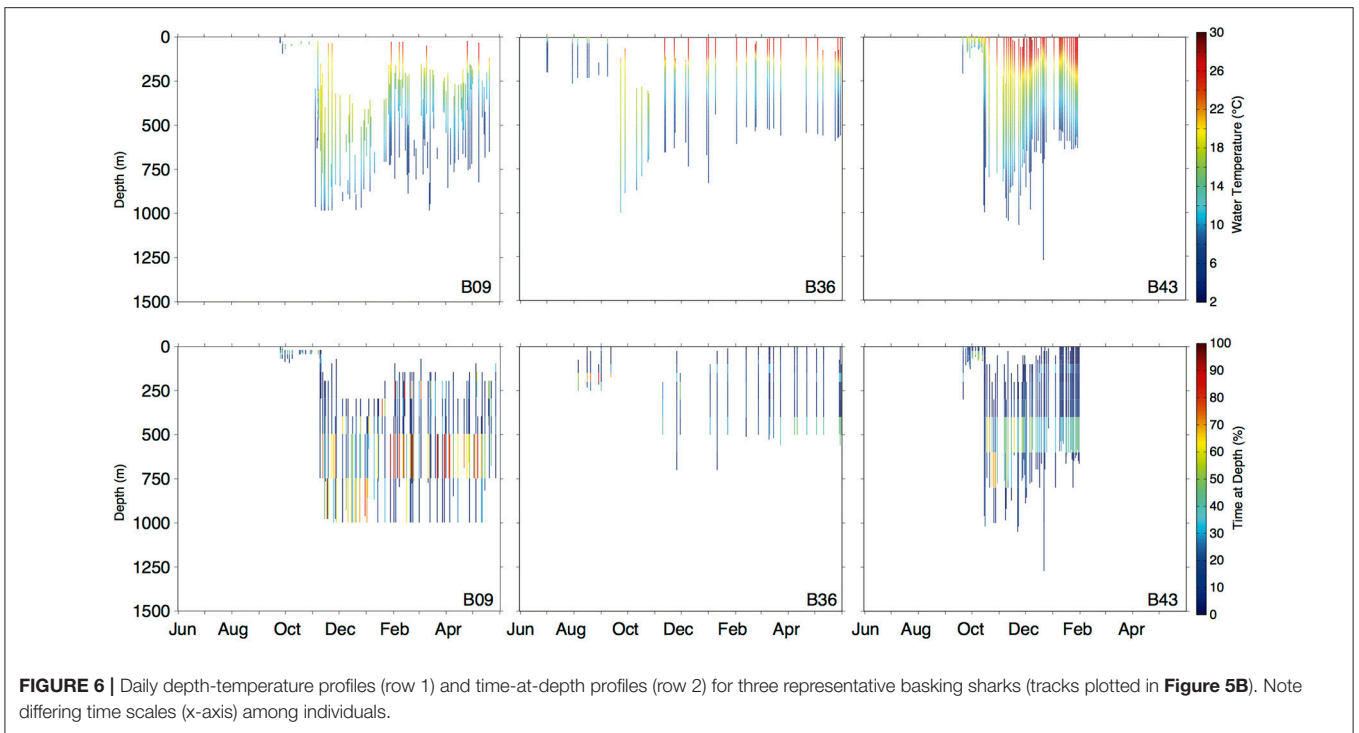 0
250
500
750
1000
1250
1500
Depth (m)
B09
B36
B43
30
26
22
18
14
10
6
2
Water Temperature (°C)
0
250
500
750
1000
1250
1500
Depth (m)
B09
B36
B43
100
90
80
70
60
50
40
30
20
10
0
Time at Depth (%)
Jun Aug Oct Dec Feb Apr
Jun Aug Oct Dec Feb Apr
Jun Aug Oct Dec Feb Apr
FIGURE 6 | Daily depth-temperature profiles (row 1) and time-at-depth profiles (row 2) for three representative basking sharks (tracks plotted in Figure 5B). Note
differing time scales (x-axis) among individuals.